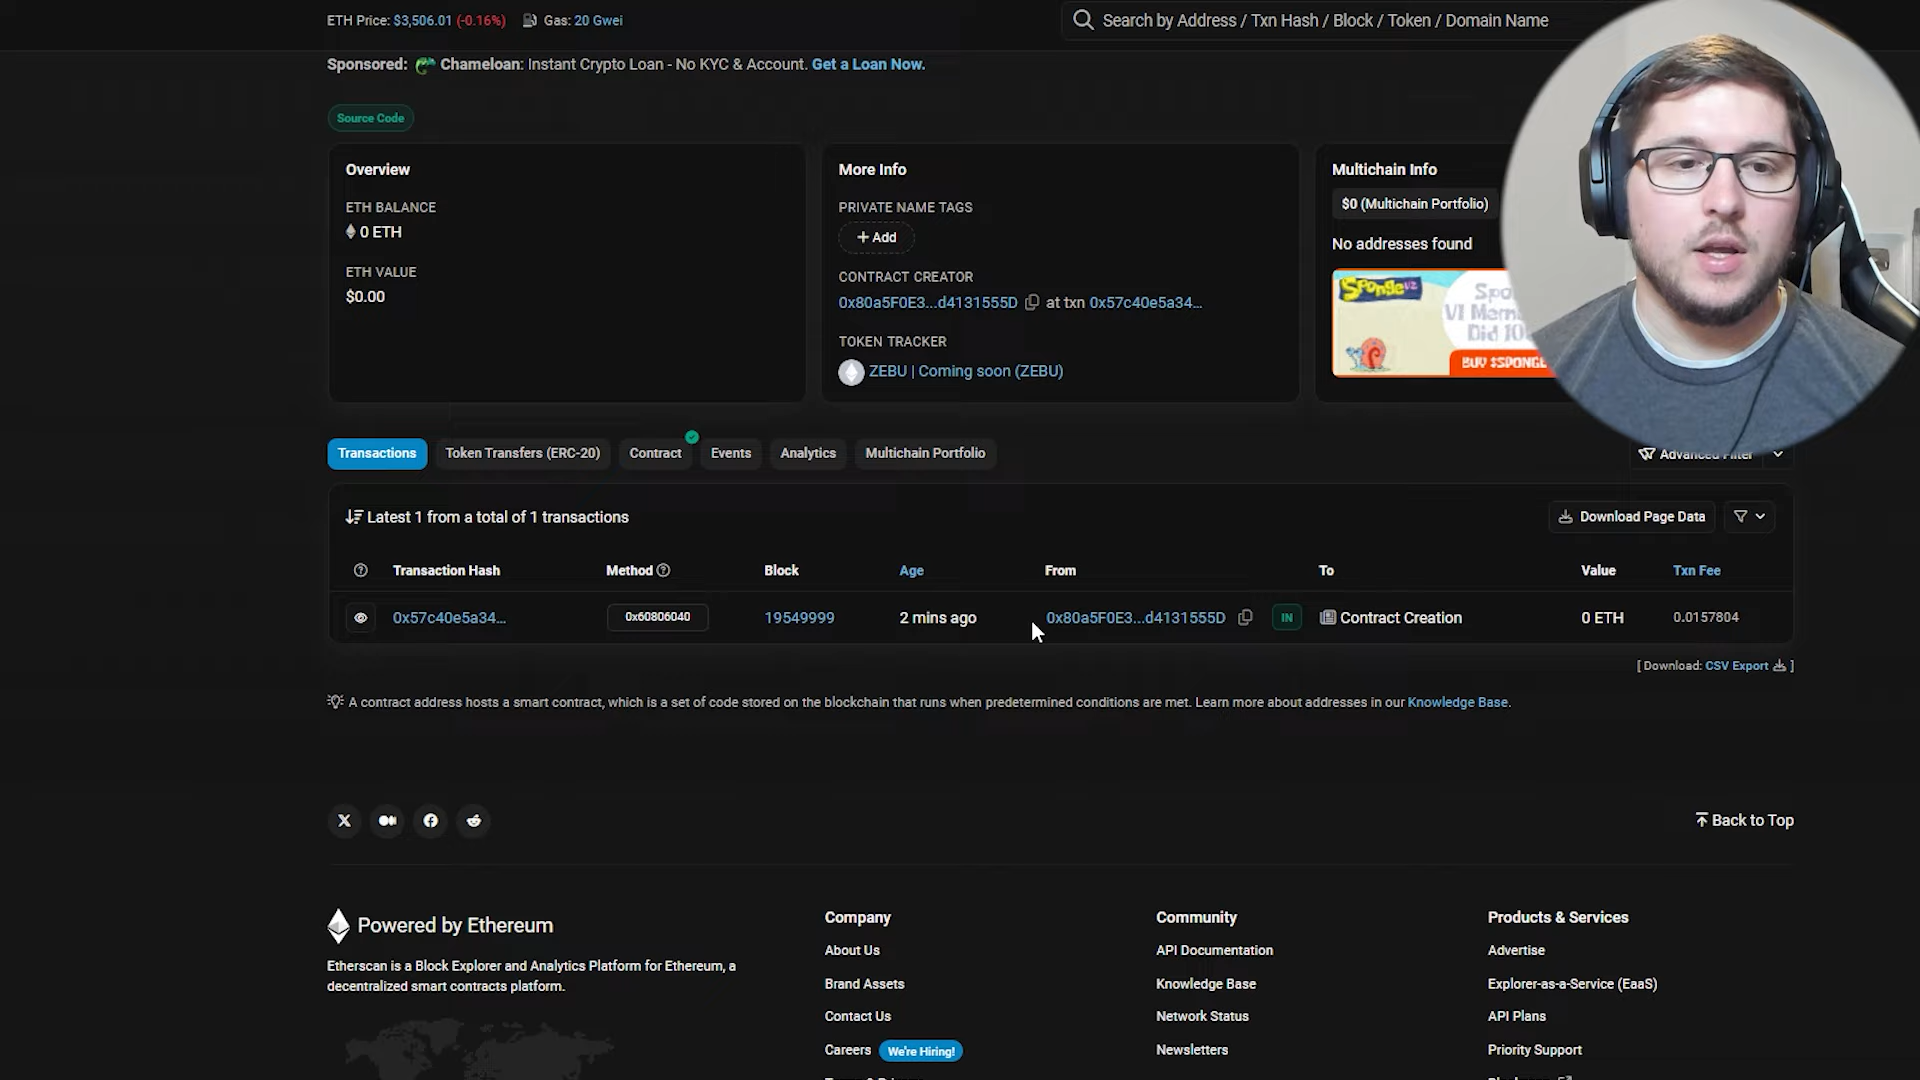 ETH Price: $3,506.01 (-0.16%) Gas: 20 Gwei
Search by Address / Txn Hash / Block / Token / Domain Name
Sponsored: Chameloan: Instant Crypto Loan - No KYC & Account. Get a Loan Now.
Source Code
Overview
ETH BALANCE
0 ETH
ETH VALUE
$0.00
More Info
PRIVATE NAME TAGS
+ Add
CONTRACT CREATOR
0x80a5F0E3...d4131555D at txn 0x57c40e5a34...
TOKEN TRACKER
ZEBU | Coming soon (ZEBU)
Multichain Info
$0 (Multichain Portfolio)
No addresses found
Sponge V2
BUY $SPONGE
Transactions Token Transfers (ERC-20) Contract Events Analytics Multichain Portfolio
Advanced Filter
Latest 1 from a total of 1 transactions
Download Page Data
Transaction Hash Method Block Age From To Value Txn Fee
0x57c40e5a34... 0x60806040 19549999 2 mins ago 0x80a5F0E3...d4131555D IN Contract Creation 0 ETH 0.0157804
[ Download: CSV Export ]
A contract address hosts a smart contract, which is a set of code stored on the blockchain that runs when predetermined conditions are met. Learn more about addresses in our Knowledge Base.
Back to Top
Powered by Ethereum
Etherscan is a Block Explorer and Analytics Platform for Ethereum, a
decentralized smart contracts platform.
Company
About Us
Brand Assets
Contact Us
Careers We're Hiring!
Community
API Documentation
Knowledge Base
Network Status
Newsletters
Products & Services
Advertise
Explorer-as-a-Service (EaaS)
API Plans
Priority Support